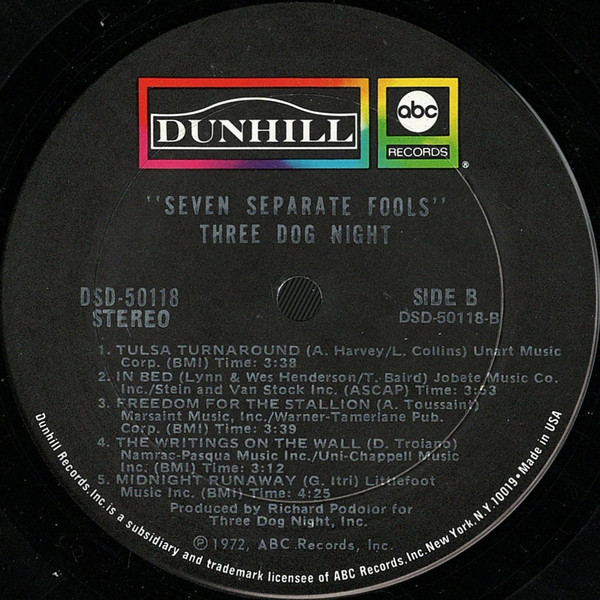 DUNHILL
abc
RECORDS
®
"SEVEN SEPARATE FOOLS"
THREE DOG NIGHT
DSD-50118
STEREO
SIDE B
DSD-50118-B
1. TULSA TURNAROUND (A. Harvey/L. Collins) Unart Music
Corp. (BMI) Time: 3:38
2. IN BED (Lynn & Wes Henderson/T. Baird) Jobete Music Co.
Inc./Stein and Van Stock Inc. (ASCAP) Time: 3:53
3. FREEDOM FOR THE STALLION (A. Toussaint)
Marsaint Music, Inc./Warner-Tamerlane Pub.
Corp. (BMI) Time: 3:39
4. THE WRITINGS ON THE WALL (D. Troiano)
Namrac-Pasqua Music Inc./Uni-Chappell Music
Inc. (BMI) Time: 3:12
5. MIDNIGHT RUNAWAY (G. Itri) Littlefoot
Music Inc. (BMI) Time: 4:25
Produced by Richard Podolor for
Three Dog Night, Inc.
℗ 1972, ABC Records, Inc.
Dunhill Records, Inc. is a subsidiary and trademark licensee of ABC Records, Inc. New York, N.Y. 10019 • Made in USA